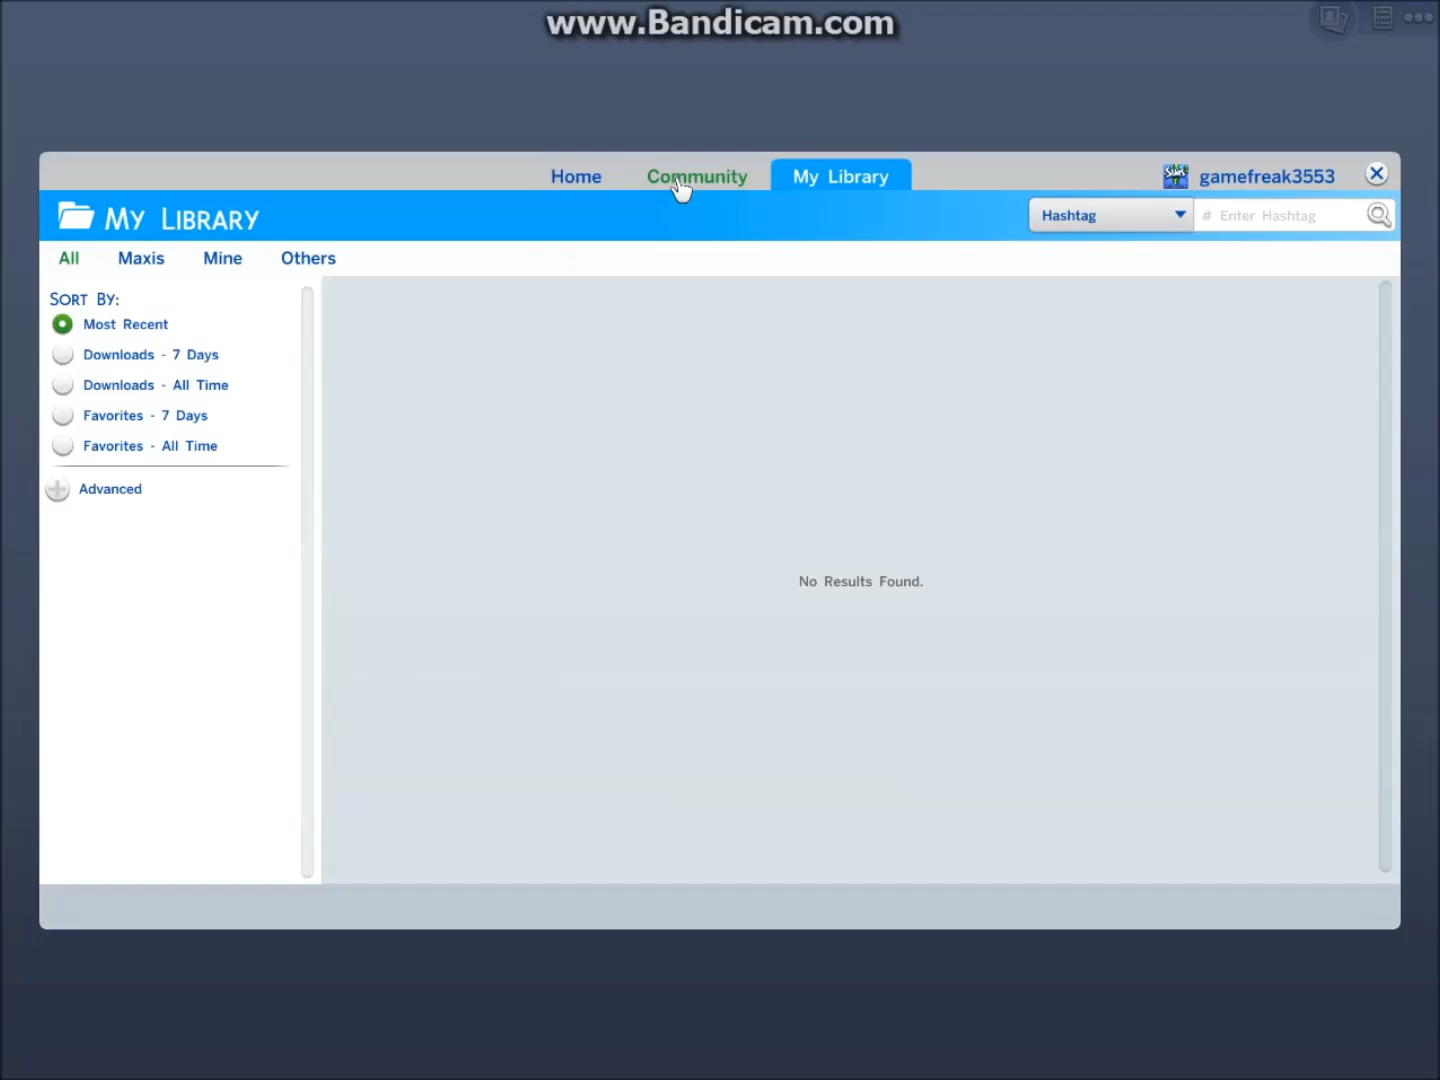 www.Bandicam.com
Home Community My Library gamefreak3553
My Library
Hashtag # Enter Hashtag
All Maxis Mine Others
Sort By:
Most Recent
Downloads - 7 Days
Downloads - All Time
Favorites - 7 Days
Favorites - All Time
Advanced
No Results Found.